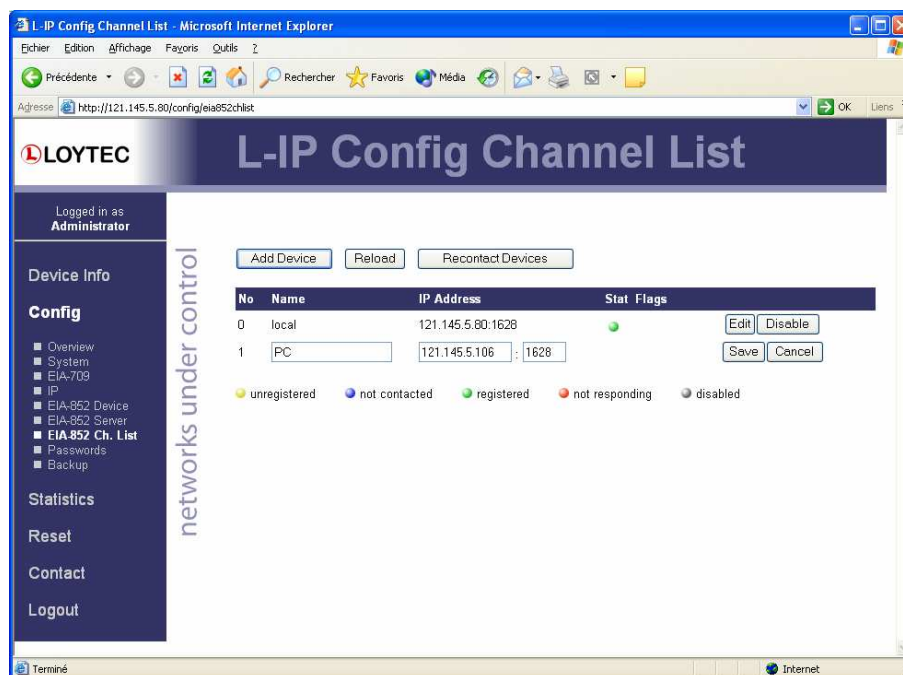 L-IP Config Channel List - Microsoft Internet Explorer
Fichier Edition Affichage Favoris Outils ?
Précédente Rechercher Favoris Média
Adresse http://121.145.5.80/config/eia852chlist OK Liens
LOYTEC
L-IP Config Channel List
Logged in as
Administrator
Device Info
Config
Overview
System
EIA-709
IP
EIA-852 Device
EIA-852 Server
EIA-852 Ch. List
Passwords
Backup
Statistics
Reset
Contact
Logout
networks under control
Add Device Reload Recontact Devices
No Name IP Address Stat Flags
0 local 121.145.5.80:1628 Edit Disable
1 PC 121.145.5.106 : 1628 Save Cancel
unregistered not contacted registered not responding disabled
Terminé Internet